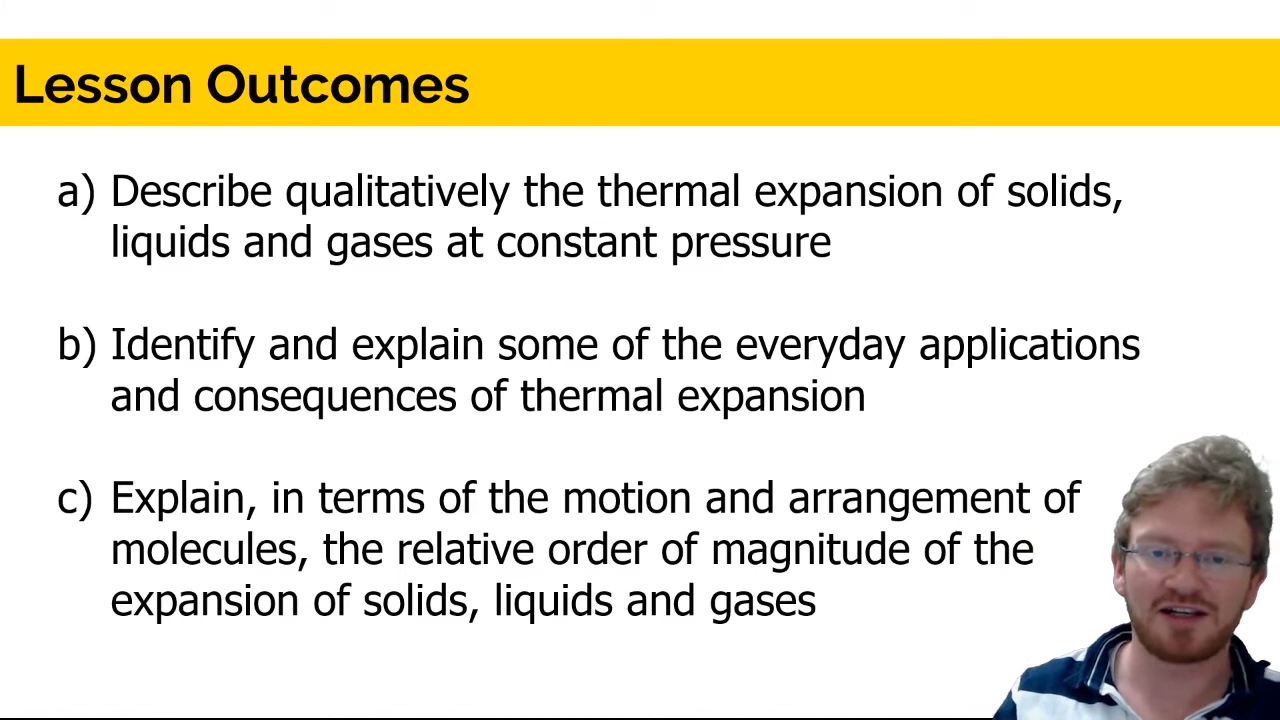 Lesson Outcomes
a) Describe qualitatively the thermal expansion of solids,
liquids and gases at constant pressure
b) Identify and explain some of the everyday applications
and consequences of thermal expansion
c) Explain, in terms of the motion and arrangement of
molecules, the relative order of magnitude of the
expansion of solids, liquids and gases